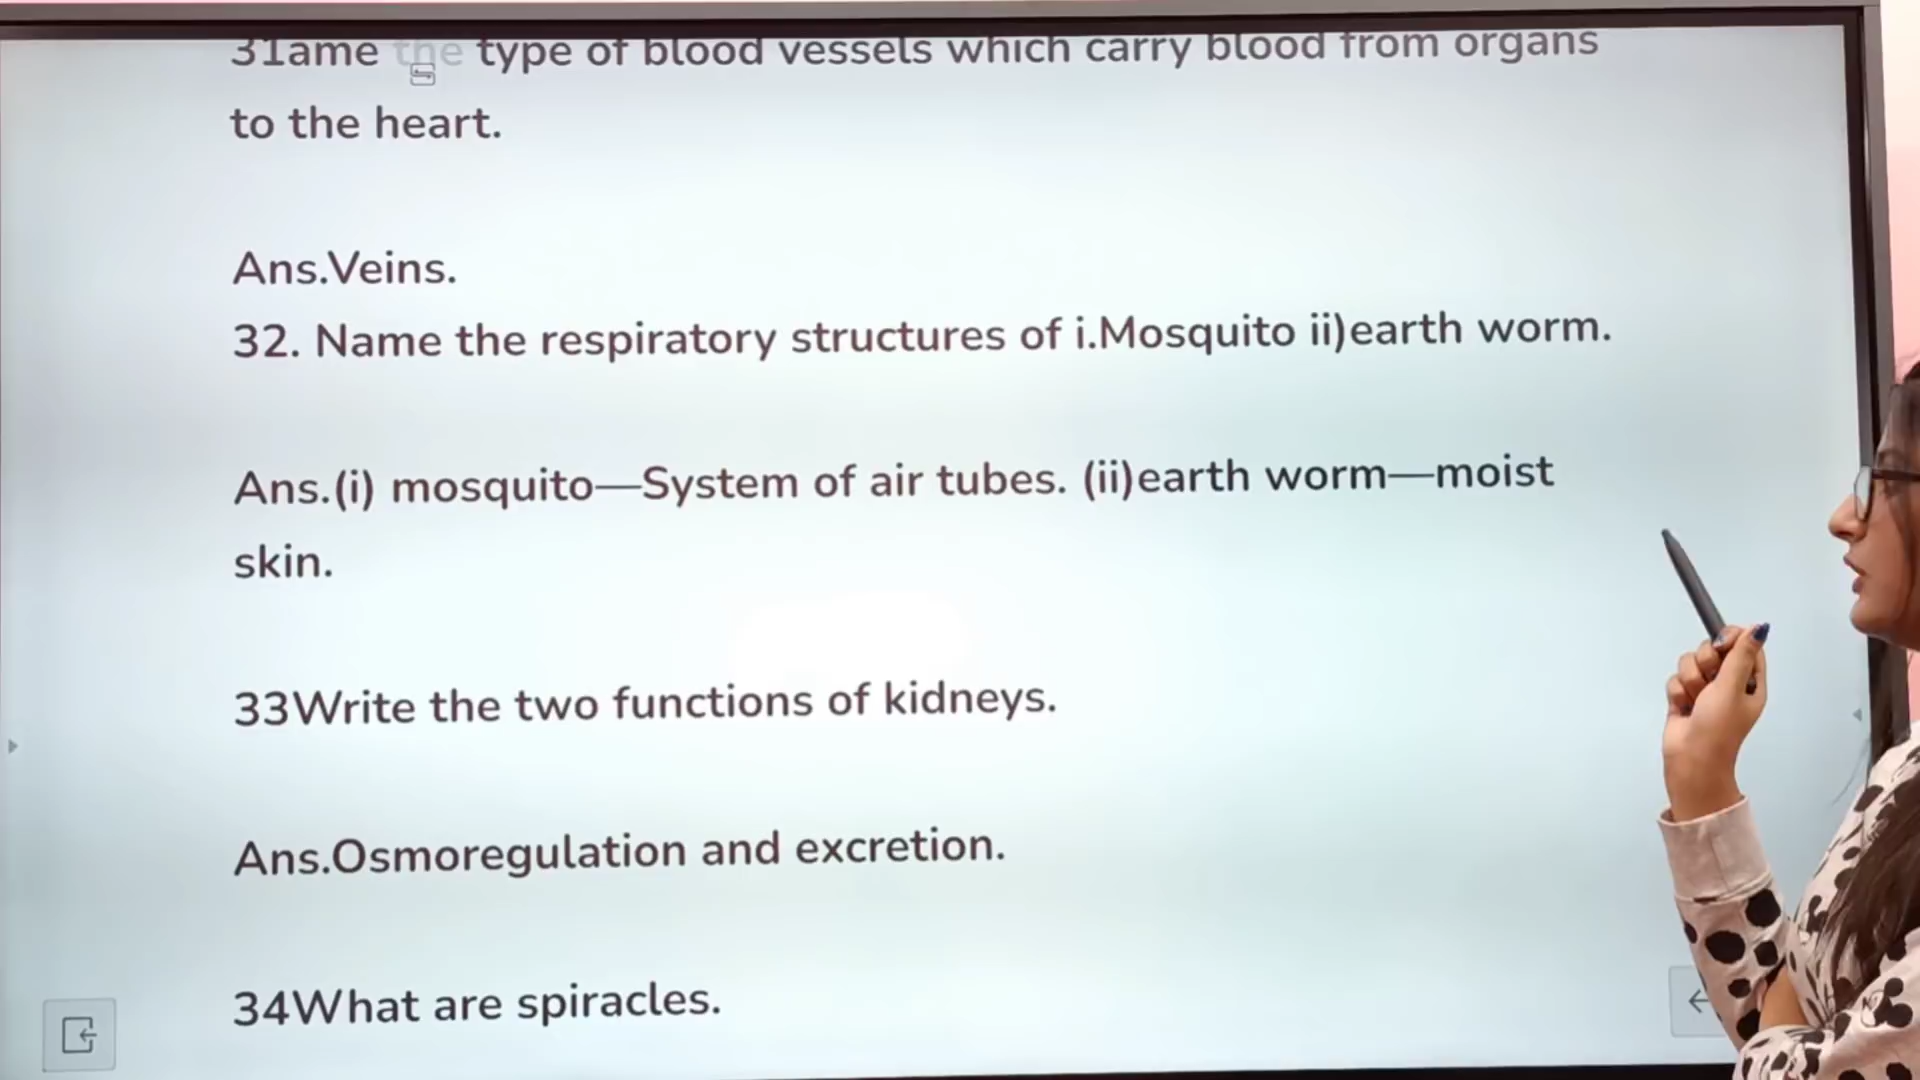 31ame the type of blood vessels which carry blood from organs
to the heart.
Ans.Veins.
32. Name the respiratory structures of i.Mosquito ii)earth worm.
Ans.(i) mosquito—System of air tubes. (ii)earth worm—moist
skin.
33Write the two functions of kidneys.
Ans.Osmoregulation and excretion.
34What are spiracles.